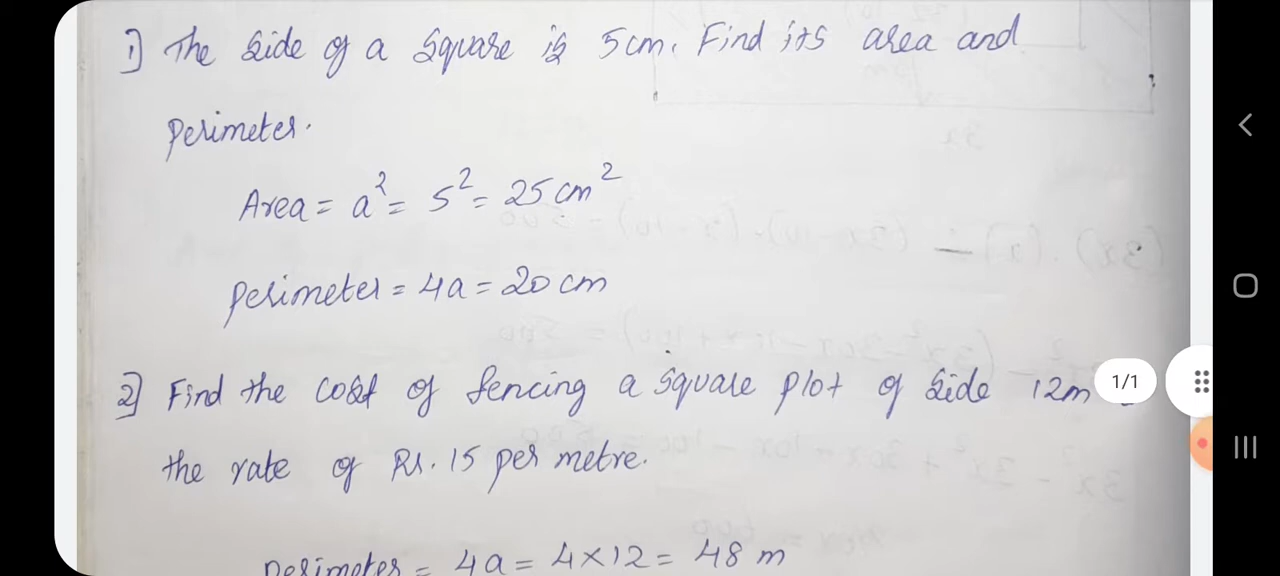 1] The side of a square is 5cm. Find its area and
perimeter.
Area = a² = 5² = 25 cm²
Perimeter = 4a = 20 cm
2] Find the cost of fencing a square plot of side 12m
the rate of Rs. 15 per metre.
1/1
Perimeter = 4a = 4 × 12 = 48 m